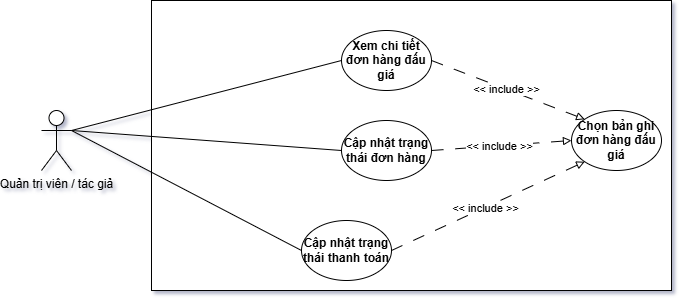 Xem chi tiết
đơn hàng đấu
giá
<< include >>
Chọn bản ghi
đơn hàng đấu
giá
Cập nhật trạng
thái đơn hàng
<< include >>
Quản trị viên / tác giả
<< include >>
Cập nhật trạng
thái thanh toán